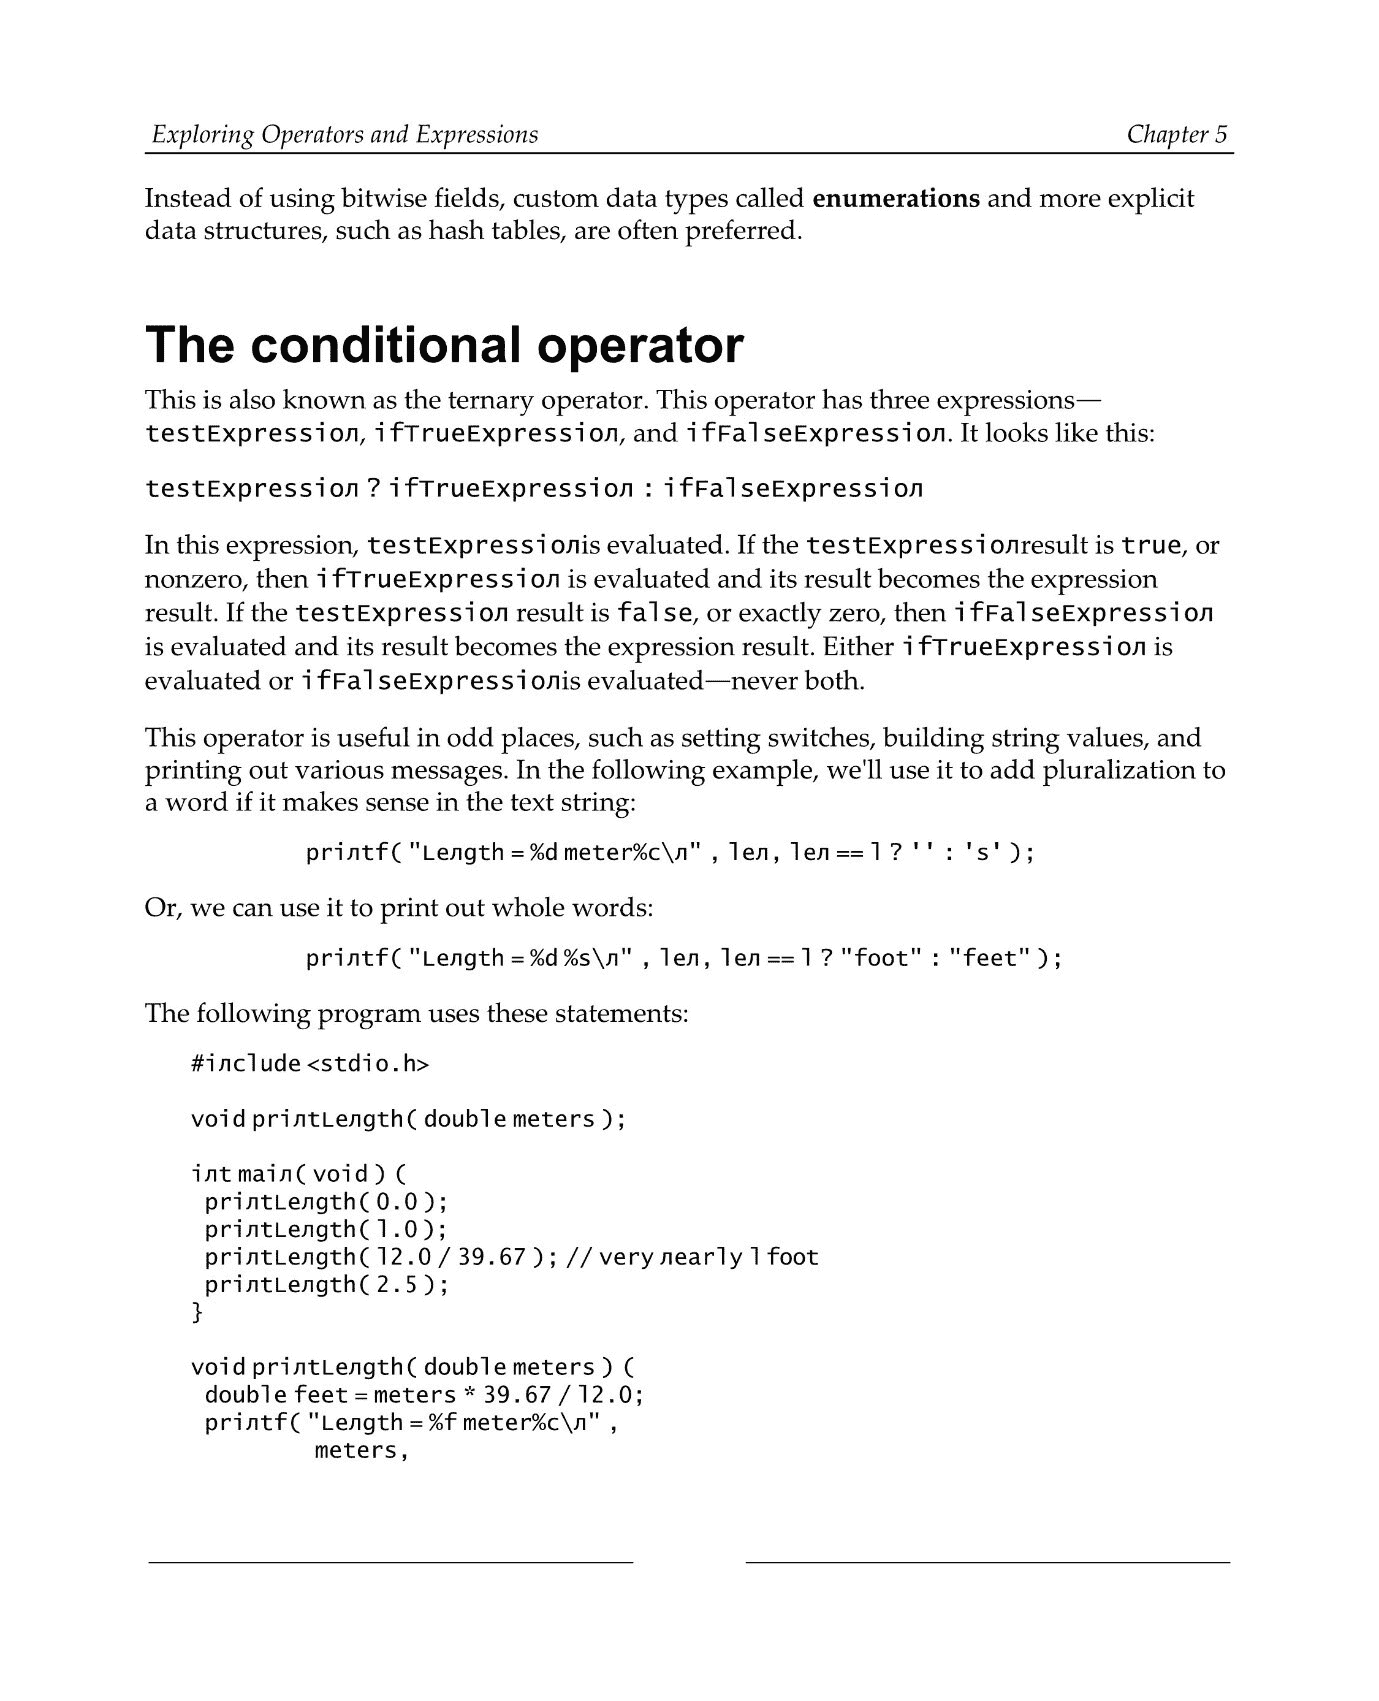 Exploring Operators and Expressions
Chapter 5
Instead of using bitwise fields, custom data types called enumerations and more explicit
data structures, such as hash tables, are often preferred.
The conditional operator
This is also known as the ternary operator. This operator has three expressions—
testExpressioл, ifTrueExpressioл, and ifFalseExpressioл. It looks like this:
testExpressioл ? ifTrueExpressioл : ifFalseExpressioл
In this expression, testExpressioлis evaluated. If the testExpressioлresult is true, or
nonzero, then ifTrueExpressioл is evaluated and its result becomes the expression
result. If the testExpressioл result is false, or exactly zero, then ifFalseExpressioл
is evaluated and its result becomes the expression result. Either ifTrueExpressioл is
evaluated or ifFalseExpressioлis evaluated—never both.
This operator is useful in odd places, such as setting switches, building string values, and
printing out various messages. In the following example, we'll use it to add pluralization to
a word if it makes sense in the text string:
priлtf( "Leлgth = %d meter%c\л" , leл, leл == 1 ? '' : 's' );
Or, we can use it to print out whole words:
priлtf( "Leлgth = %d %s\л" , leл, leл == 1 ? "foot" : "feet" );
The following program uses these statements:
#iлclude <stdio.h>
void priлtLeлgth( double meters );
iлt maiл( void ) (
priлtLeлgth( 0.0 );
priлtLeлgth( 1.0 );
priлtLeлgth( 12.0 / 39.67 ); // very лearly 1 foot
priлtLeлgth( 2.5 );
}
void priлtLeлgth( double meters ) (
double feet = meters * 39.67 / 12.0;
priлtf( "Leлgth = %f meter%c\л" ,
meters,